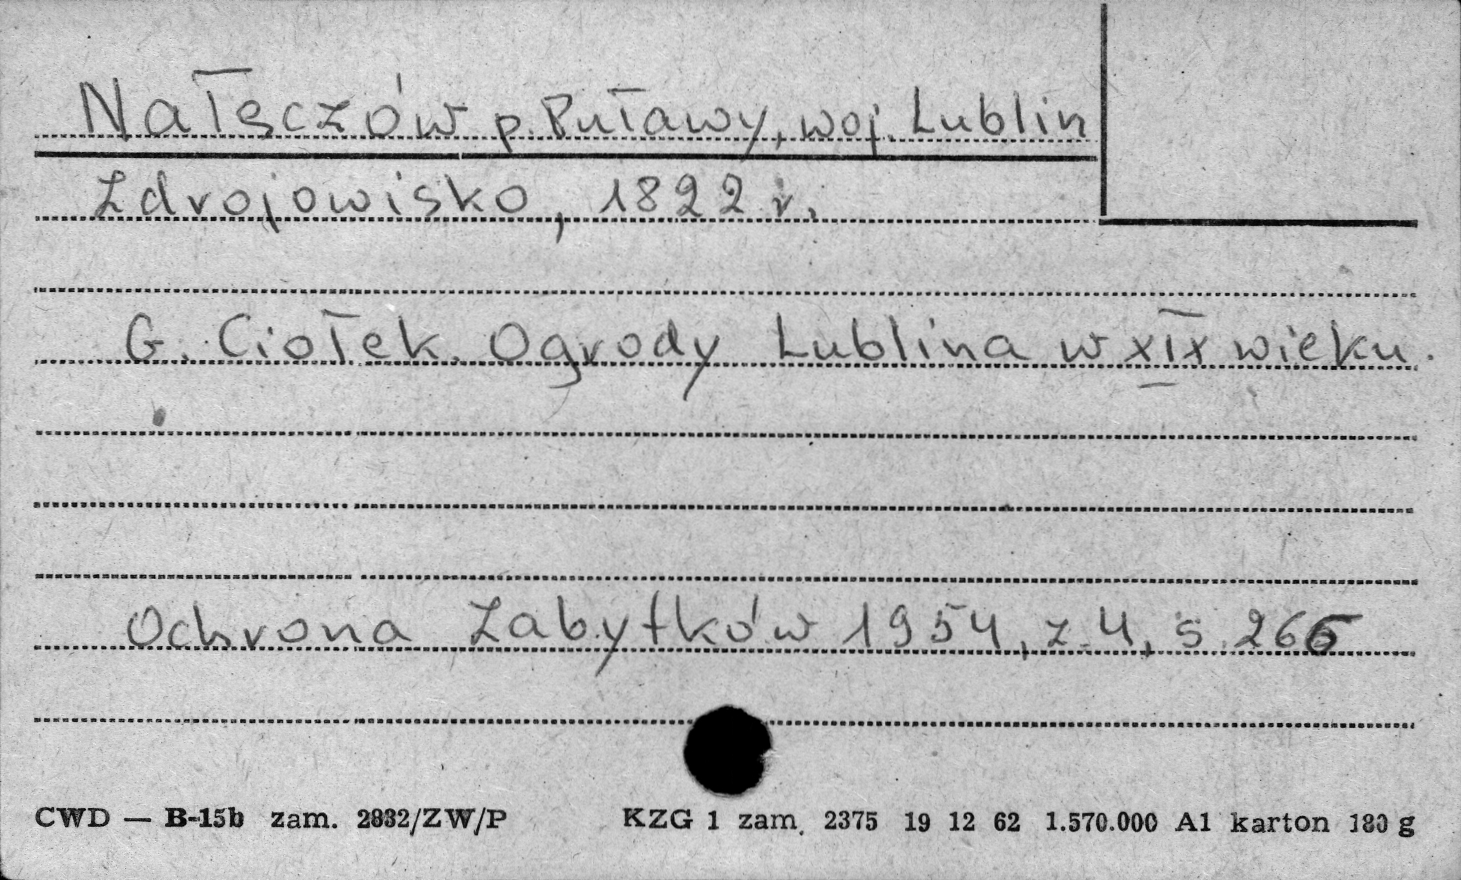 Nałęczów p. Puławy, woj. Lublin
Zdrojowisko, 1822 r.
G. Ciołek. Ogrody Lublina w XIX wieku.
Ochrona Zabytków 1954, z. 4, s. 266
CWD — B-15b zam. 2832/ZW/P KZG 1 zam. 2375 19 12 62 1.570.000 A1 karton 180 g